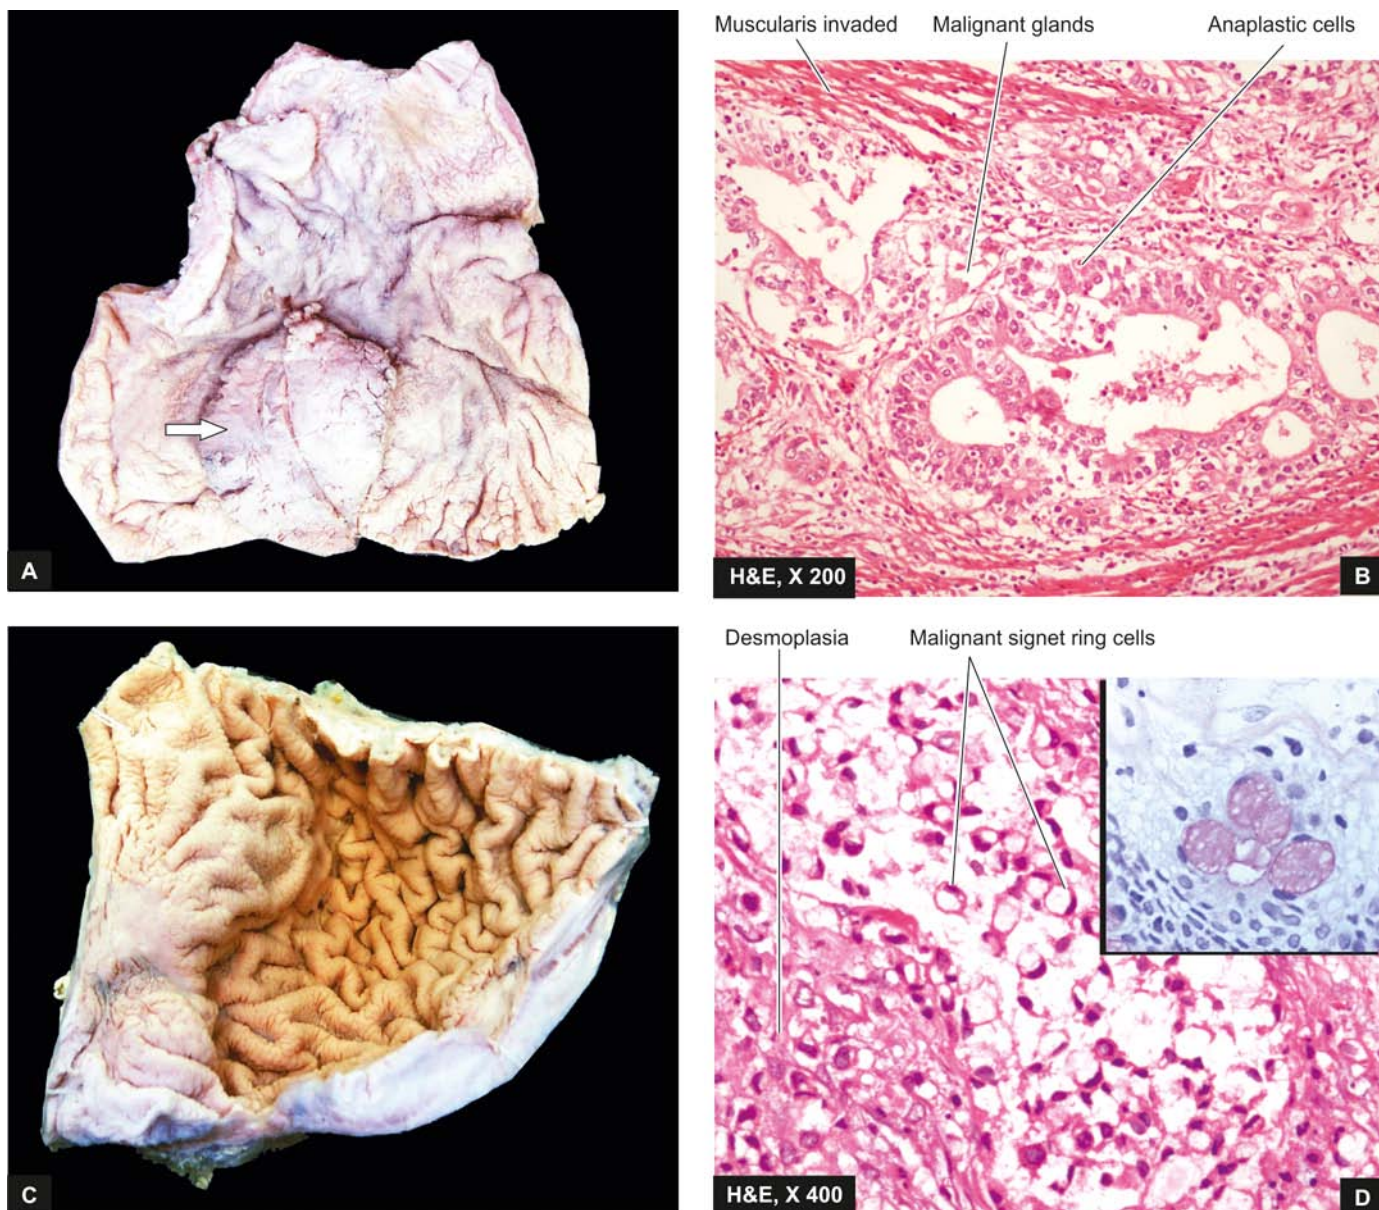 Muscularis invaded Malignant glands Anaplastic cells
A
H&E, X 200 B
Desmoplasia Malignant signet ring cells
C
H&E, X 400 D